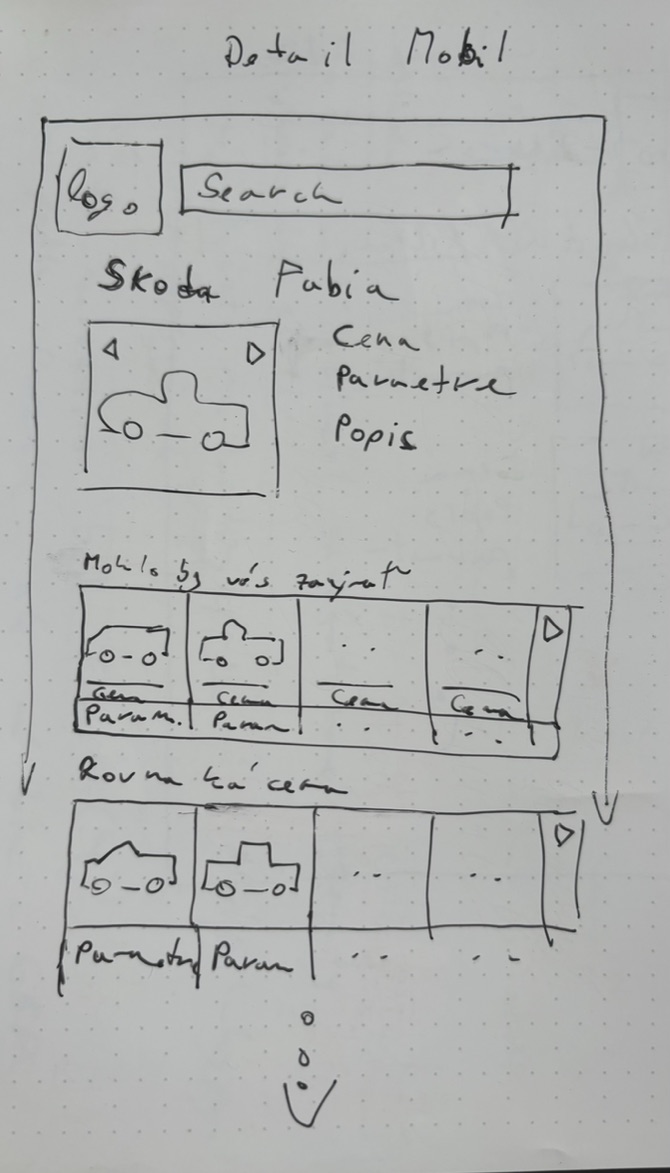 Detail Mobil
logo
Search
Skoda Fabia
Cena
Parametre
Popis
Mohlo by vás zaujať
Cena Cena Cena Cena
Param. Param
Rovnaká cena
Parametre Param